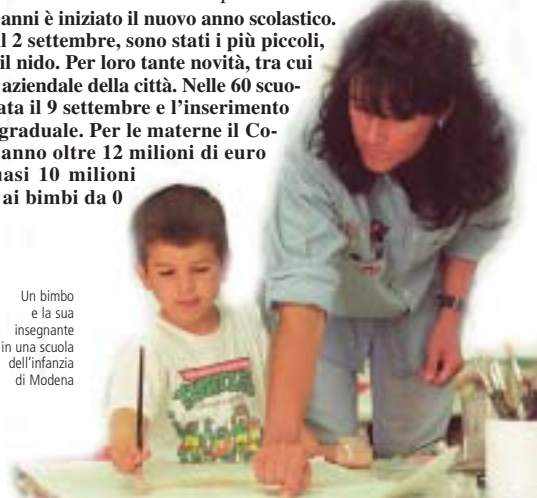 anni è iniziato il nuovo anno scolastico.
l 2 settembre, sono stati i più piccoli,
il nido. Per loro tante novità, tra cui
aziendale della città. Nelle 60 scuo-
ata il 9 settembre e l'inserimento
graduale. Per le materne il Co-
anno oltre 12 milioni di euro
uasi 10 milioni
ai bimbi da 0
Un bimbo
e la sua
insegnante
in una scuola
dell'infanzia
di Modena